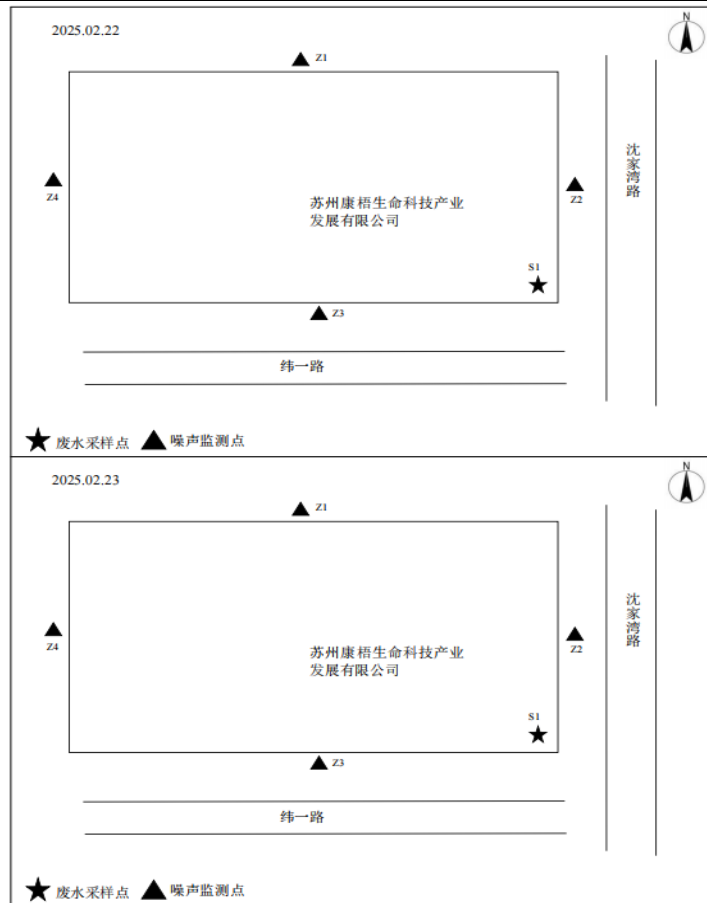 2025.02.22
N
Z1
沈家湾路
Z4
Z2
苏州康梧生命科技产业
发展有限公司
S1
Z3
纬一路
废水采样点 噪声监测点
2025.02.23
N
Z1
沈家湾路
Z4
Z2
苏州康梧生命科技产业
发展有限公司
S1
Z3
纬一路
废水采样点 噪声监测点